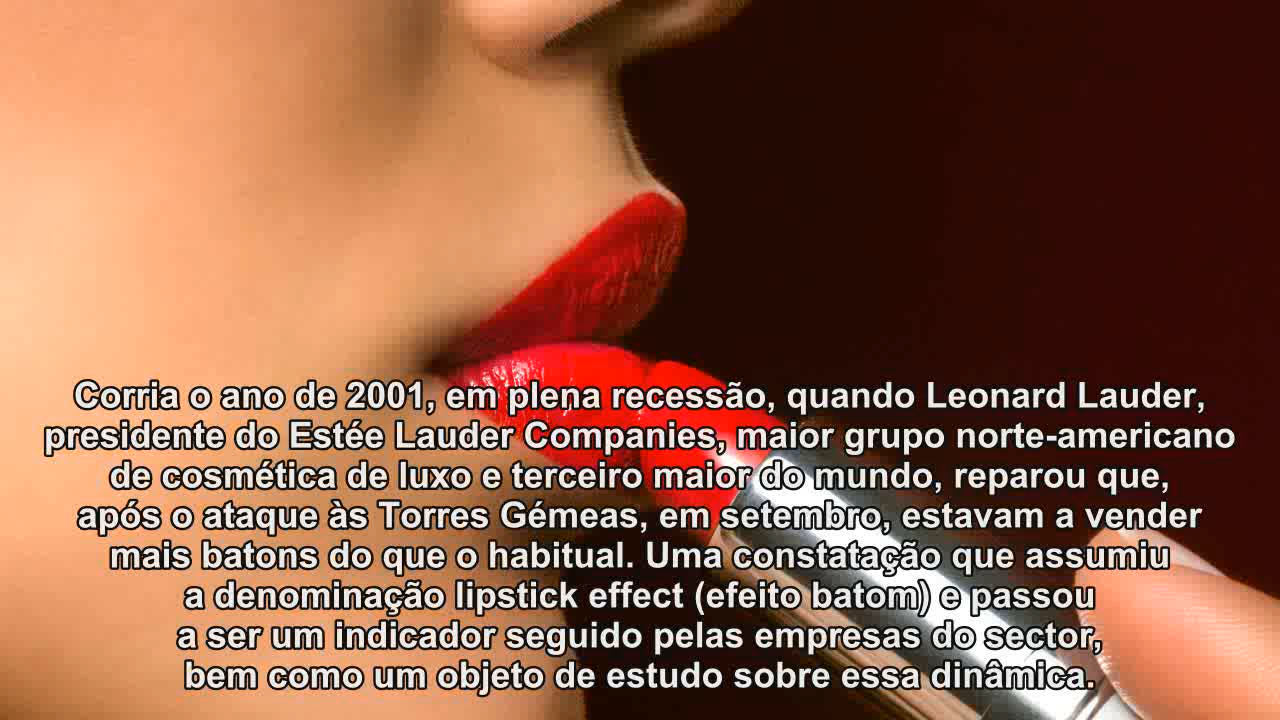 Corria o ano de 2001, em plena recessão, quando Leonard Lauder,
presidente do Estée Lauder Companies, maior grupo norte-americano
de cosmética de luxo e terceiro maior do mundo, reparou que,
após o ataque às Torres Gémeas, em setembro, estavam a vender
mais batons do que o habitual. Uma constatação que assumiu
a denominação lipstick effect (efeito batom) e passou
a ser um indicador seguido pelas empresas do sector,
bem como um objeto de estudo sobre essa dinâmica.